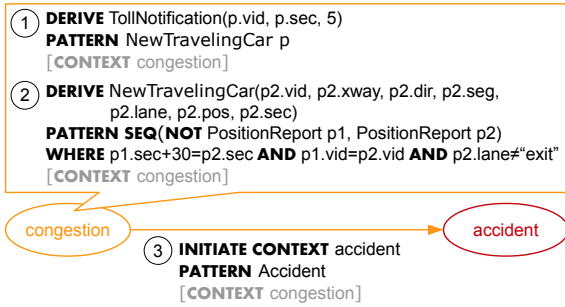 1 DERIVE TollNotification(p.vid, p.sec, 5)
PATTERN NewTravelingCar p
[CONTEXT congestion]
2 DERIVE NewTravelingCar(p2.vid, p2.xway, p2.dir, p2.seg,
p2.lane, p2.pos, p2.sec)
PATTERN SEQ(NOT PositionReport p1, PositionReport p2)
WHERE p1.sec+30=p2.sec AND p1.vid=p2.vid AND p2.lane≠“exit”
[CONTEXT congestion]
congestion
accident
3 INITIATE CONTEXT accident
PATTERN Accident
[CONTEXT congestion]